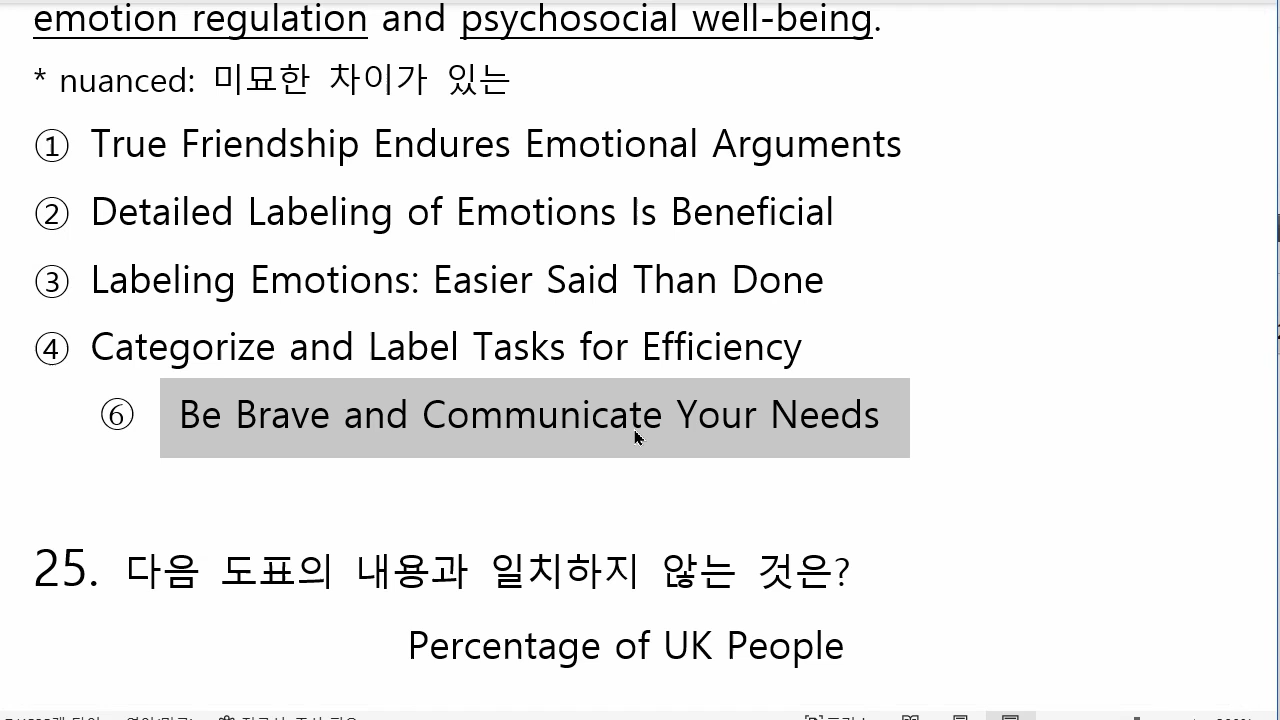 emotion regulation and psychosocial well-being.
* nuanced: 미묘한 차이가 있는
① True Friendship Endures Emotional Arguments
② Detailed Labeling of Emotions Is Beneficial
③ Labeling Emotions: Easier Said Than Done
④ Categorize and Label Tasks for Efficiency
⑥ Be Brave and Communicate Your Needs
25. 다음 도표의 내용과 일치하지 않는 것은?
Percentage of UK People